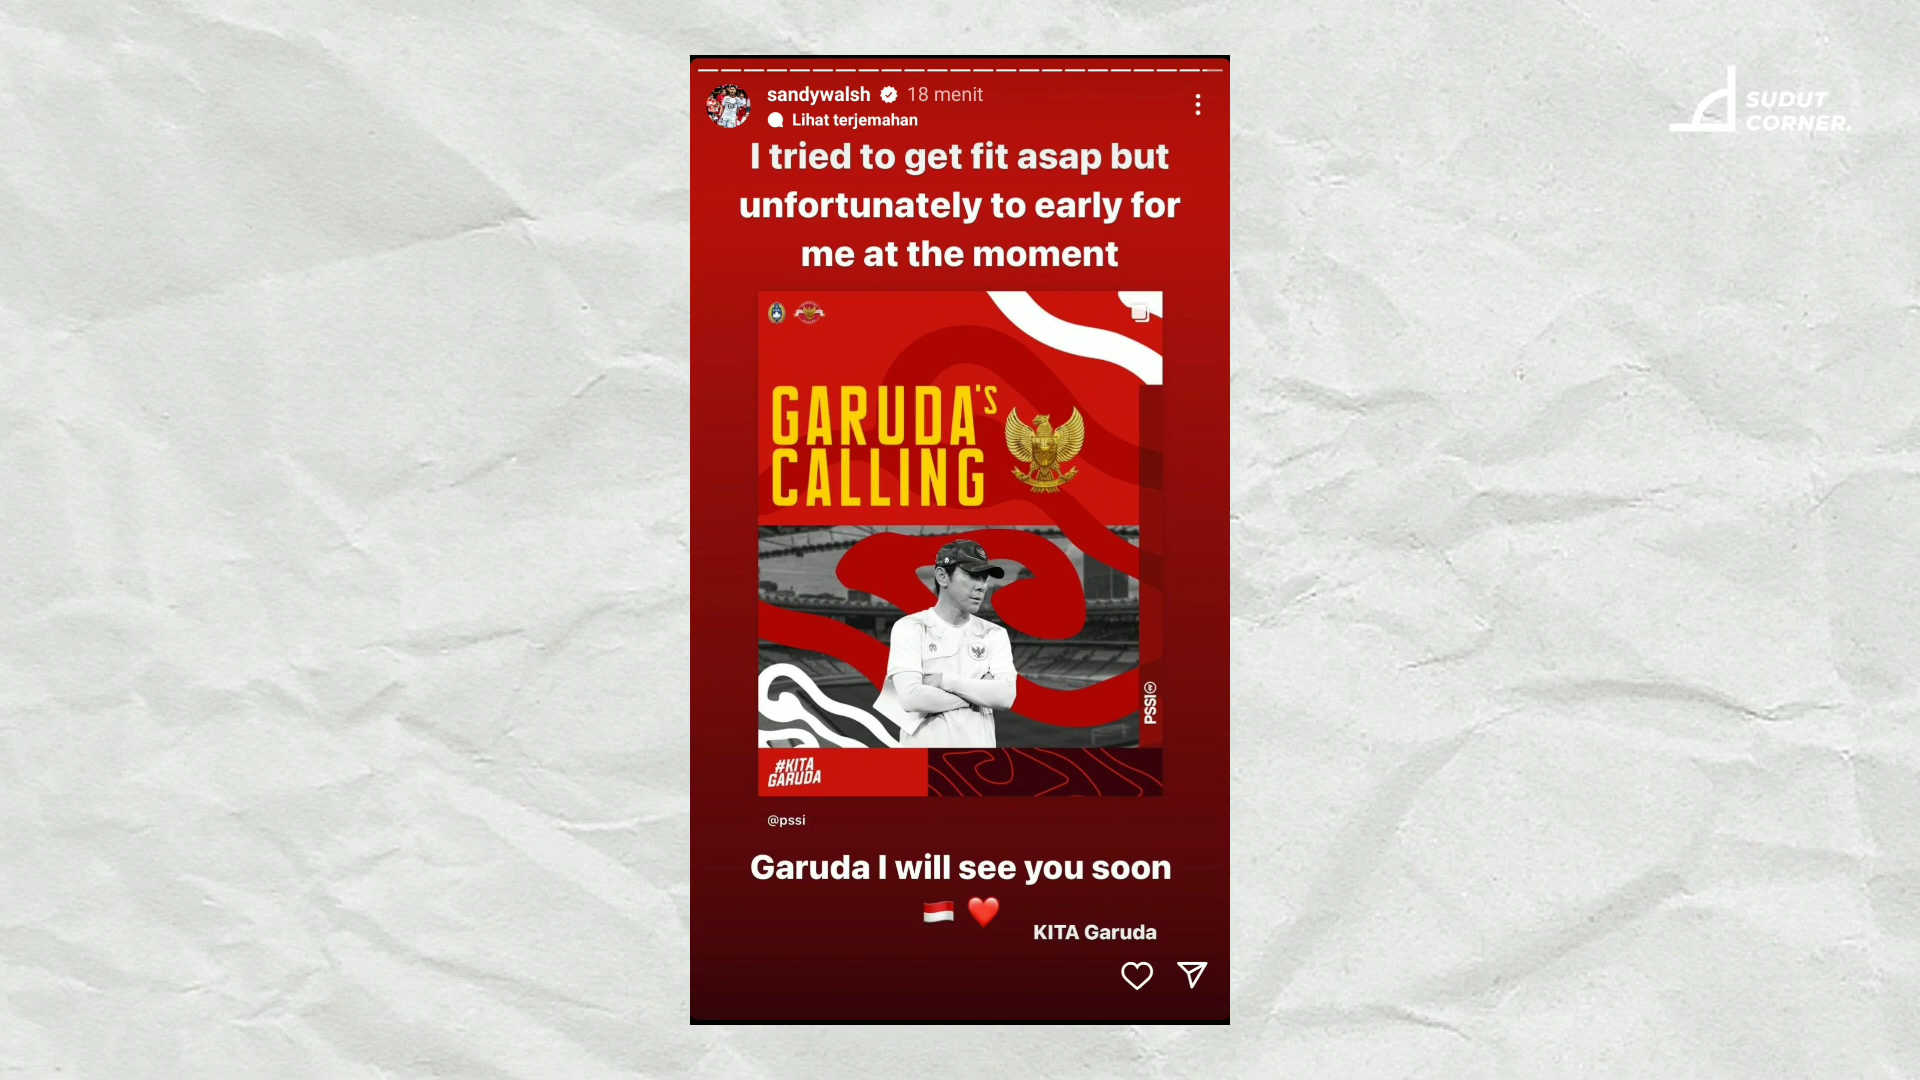 SUDUT
CORNER.
sandywalsh 18 menit
Lihat terjemahan
I tried to get fit asap but
unfortunately to early for
me at the moment
GARUDA'S
CALLING
PSSI
#KITA
GARUDA
@pssi
Garuda I will see you soon
KITA Garuda